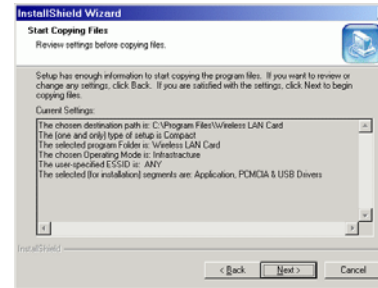 InstallShield Wizard
Start Copying Files
Review settings before copying files.
Setup has enough information to start copying the program files. If you want to review or
change any settings, click Back. If you are satisfied with the settings, click Next to begin
copying files.
Current Settings:
The chosen destination path is: C:\Program Files\Wireless LAN Card
The (one and only) type of setup is Compact
The selected program Folder is: Wireless LAN Card
The chosen Operating Mode is: Infrastructure
The user-specified ESSID is: ANY
The selected (for installation) segments are: Application, PCMCIA & USB Drivers
InstallShield
< Back
Next >
Cancel